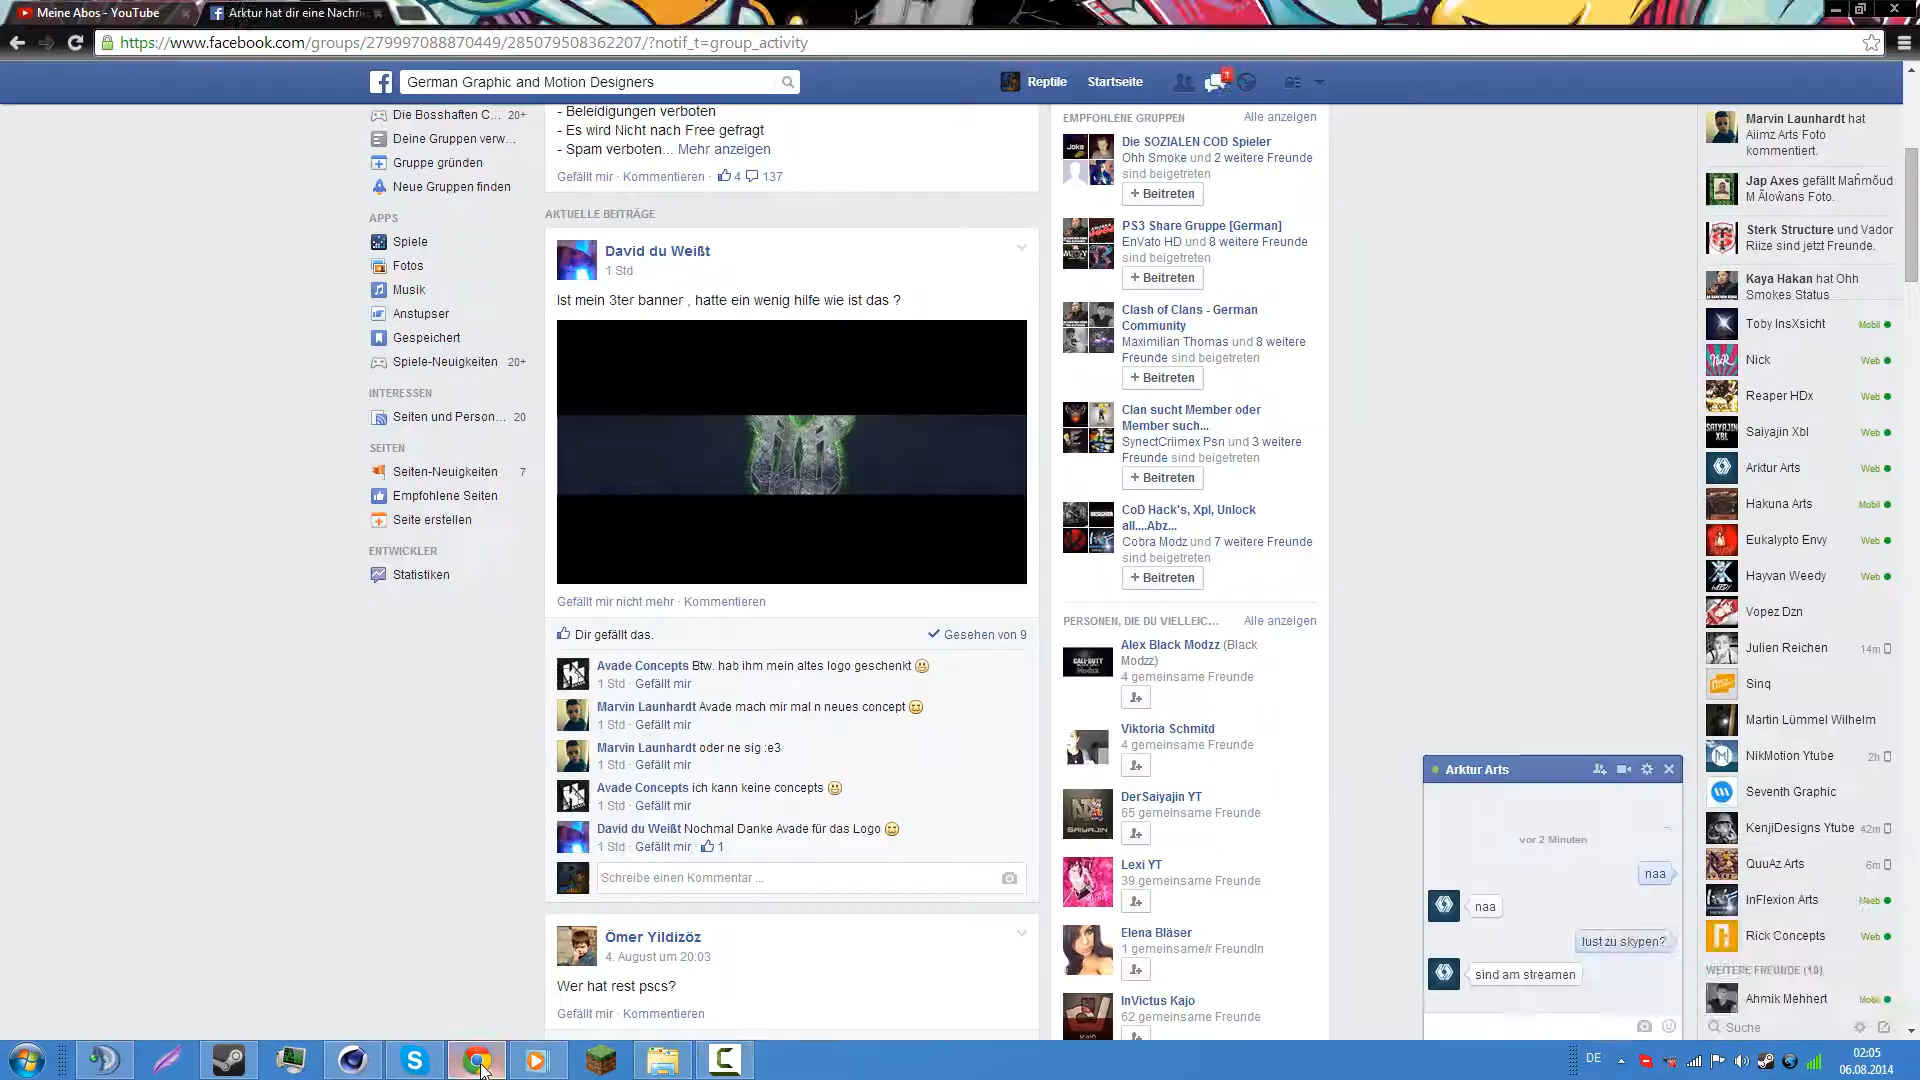 Meine Abos - YouTube
Arktur hat dir eine Nachri
https://www.facebook.com/groups/279997088870449/285079508362207/?notif_t=group_activity
German Graphic and Motion Designers
Reptile
Startseite
1
Die Bosshaften C... 20+
Deine Gruppen verw...
Gruppe gründen
Neue Gruppen finden
APPS
Spiele
Fotos
Musik
Anstupser
Gespeichert
Spiele-Neuigkeiten 20+
INTERESSEN
Seiten und Person... 20
SEITEN
Seiten-Neuigkeiten 7
Empfohlene Seiten
Seite erstellen
ENTWICKLER
Statistiken
- Beleidigungen verboten
- Es wird Nicht nach Free gefragt
- Spam verboten... Mehr anzeigen
Gefällt mir · Kommentieren · 4 137
AKTUELLE BEITRÄGE
David du Weißt
1 Std
Ist mein 3ter banner , hatte ein wenig hilfe wie ist das ?
Gefällt mir nicht mehr · Kommentieren
Dir gefällt das.
Gesehen von 9
Avade Concepts Btw. hab ihm mein altes logo geschenkt
1 Std · Gefällt mir
Marvin Launhardt Avade mach mir mal n neues concept
1 Std · Gefällt mir
Marvin Launhardt oder ne sig :e3
1 Std · Gefällt mir
Avade Concepts ich kann keine concepts
1 Std · Gefällt mir
David du Weißt Nochmal Danke Avade für das Logo
1 Std · Gefällt mir · 1
Schreibe einen Kommentar ...
Ömer Yildizöz
4. August um 20:03
Wer hat rest pscs?
Gefällt mir · Kommentieren
EMPFOHLENE GRUPPEN
Alle anzeigen
Die SOZIALEN COD Spieler
Ohh Smoke und 2 weitere Freunde
sind beigetreten
+ Beitreten
PS3 Share Gruppe [German]
EnVato HD und 8 weitere Freunde
sind beigetreten
+ Beitreten
Clash of Clans - German
Community
Maximilian Thomas und 8 weitere
Freunde sind beigetreten
+ Beitreten
Clan sucht Member oder
Member such...
SynectCriimex Psn und 3 weitere
Freunde sind beigetreten
+ Beitreten
CoD Hack's, Xpl, Unlock
all....Abz...
Cobra Modz und 7 weitere Freunde
sind beigetreten
+ Beitreten
PERSONEN, DIE DU VIELLEIC...
Alle anzeigen
Alex Black Modzz (Black
Modzz)
4 gemeinsame Freunde
Viktoria Schmitd
4 gemeinsame Freunde
DerSaiyajin YT
65 gemeinsame Freunde
Lexi YT
39 gemeinsame Freunde
Elena Bläser
1 gemeinsame/r FreundIn
InVictus Kajo
62 gemeinsame Freunde
Marvin Launhardt hat
Aiimz Arts Foto
kommentiert.
Jap Axes gefällt Maĥmõud
M Ãloŵans Foto.
Sterk Structure und Vador
Riize sind jetzt Freunde.
Kaya Hakan hat Ohh
Smokes Status
Toby InsXsicht Mobil
Nick Web
Reaper HDx Web
Saiyajin Xbl Web
Arktur Arts Web
Hakuna Arts Mobil
Eukalypto Envy Web
Hayvan Weedy Web
Vopez Dzn
Julien Reichen 14m
Sinq
Martin Lümmel Wilhelm
NikMotion Ytube 2h
Seventh Graphic
KenjiDesigns Ytube 42m
QuuAz Arts 6m
InFlexion Arts Web
Rick Concepts Web
WEITERE FREUNDE (18)
Ahmik Mehnert Mobil
Suche
Arktur Arts
vor 2 Minuten
naa
naa
lust zu skypen?
sind am streamen
DE
02:05
06.08.2014